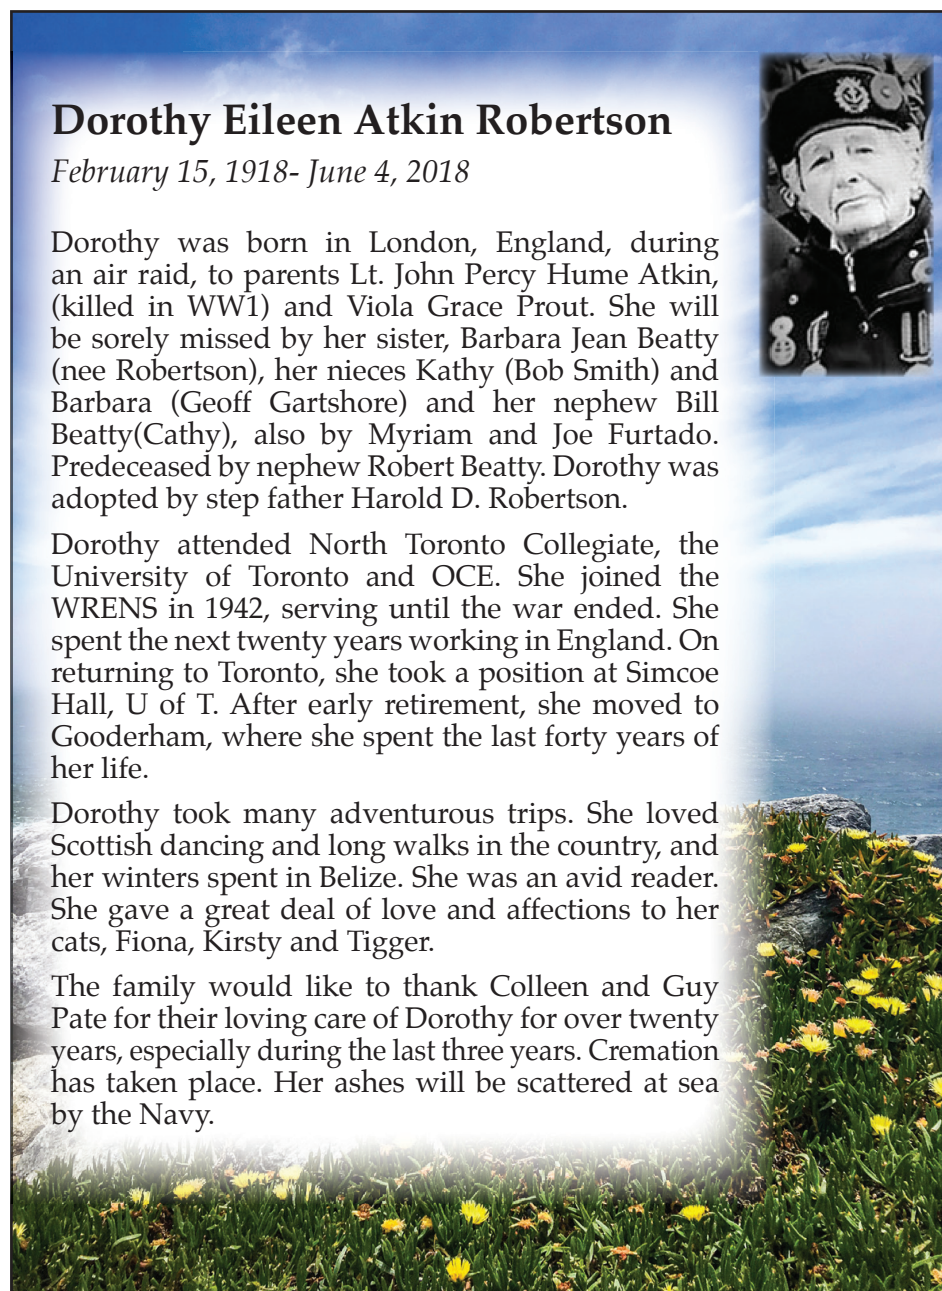 Dorothy Eileen Atkin Robertson
February 15, 1918- June 4, 2018
Dorothy was born in London, England, during
an air raid, to parents Lt. John Percy Hume Atkin,
(killed in WW1) and Viola Grace Prout. She will
be sorely missed by her sister, Barbara Jean Beatty
(nee Robertson), her nieces Kathy (Bob Smith) and
Barbara (Geoff Gartshore) and her nephew Bill
Beatty(Cathy), also by Myriam and Joe Furtado.
Predeceased by nephew Robert Beatty. Dorothy was
adopted by step father Harold D. Robertson.
Dorothy attended North Toronto Collegiate, the
University of Toronto and OCE. She joined the
WRENS in 1942, serving until the war ended. She
spent the next twenty years working in England. On
returning to Toronto, she took a position at Simcoe
Hall, U of T. After early retirement, she moved to
Gooderham, where she spent the last forty years of
her life.
Dorothy took many adventurous trips. She loved
Scottish dancing and long walks in the country, and
her winters spent in Belize. She was an avid reader.
She gave a great deal of love and affections to her
cats, Fiona, Kirsty and Tigger.
The family would like to thank Colleen and Guy
Pate for their loving care of Dorothy for over twenty
years, especially during the last three years. Cremation
has taken place. Her ashes will be scattered at sea
by the Navy.